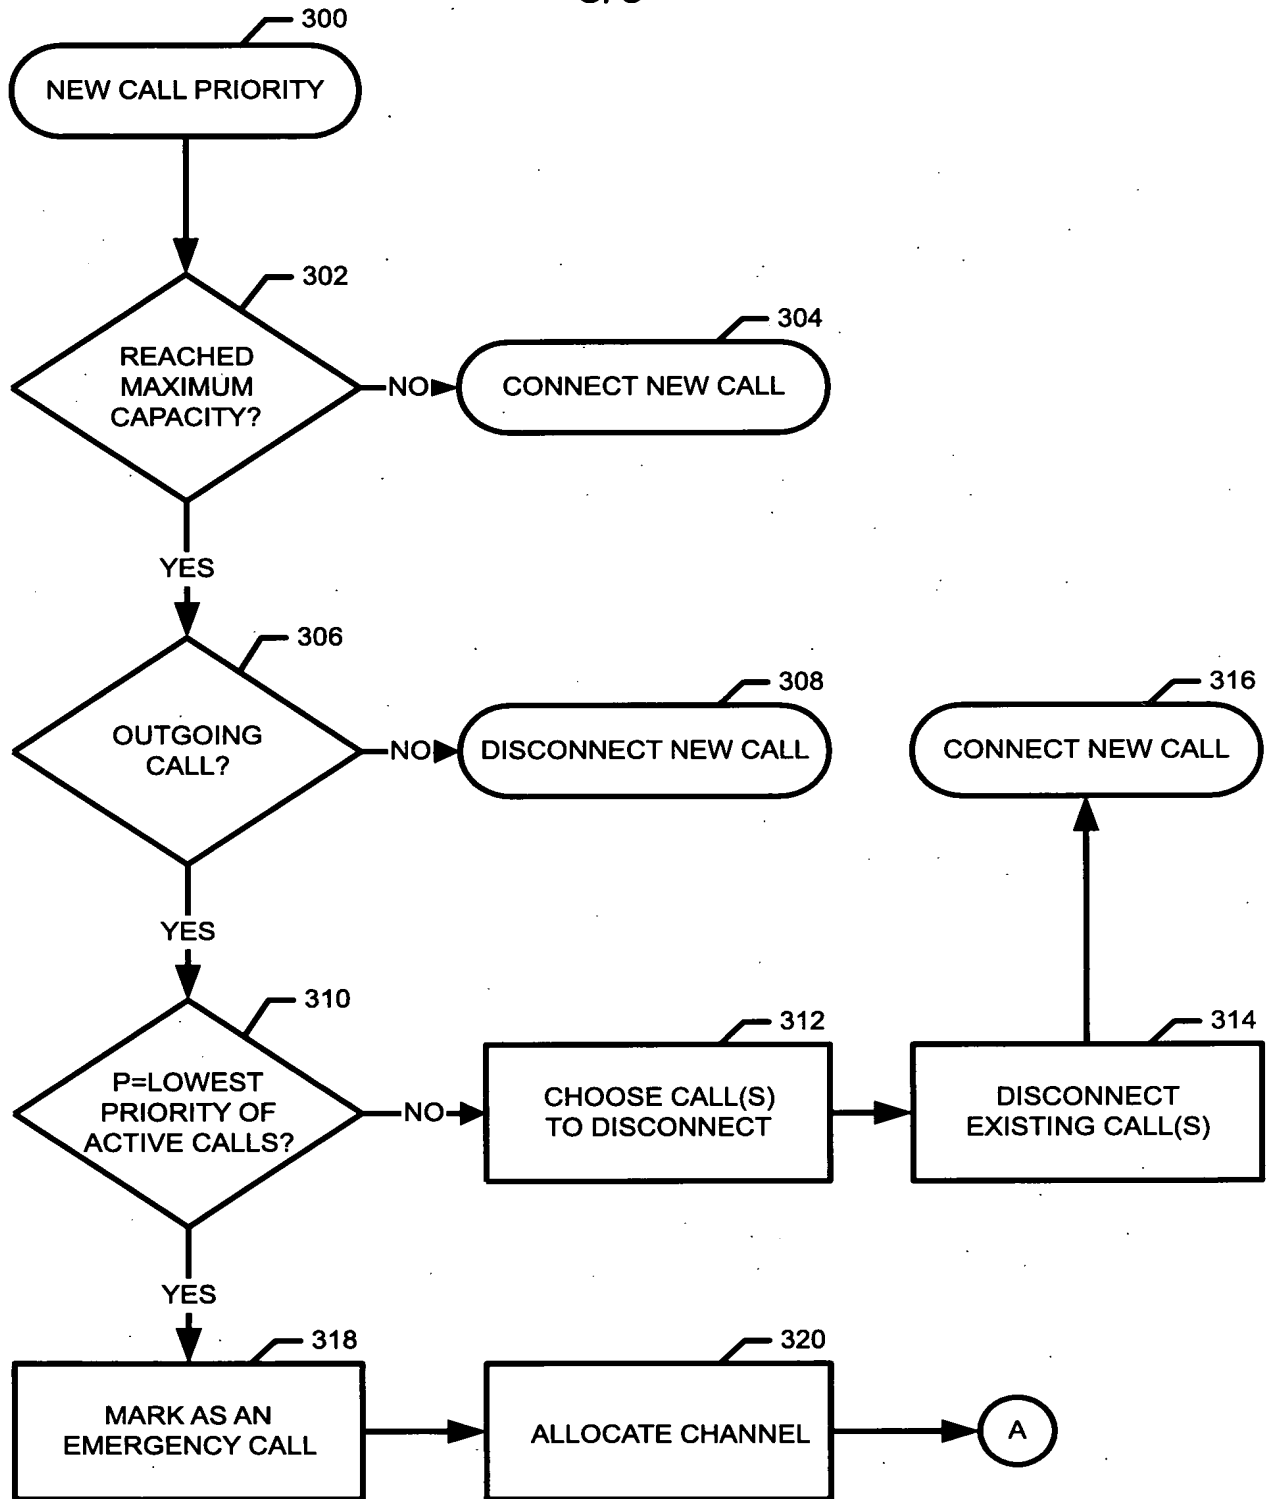 300
NEW CALL PRIORITY
302
REACHED
MAXIMUM
CAPACITY?
NO
304
CONNECT NEW CALL
YES
306
OUTGOING
CALL?
NO
308
DISCONNECT NEW CALL
316
CONNECT NEW CALL
YES
310
P=LOWEST
PRIORITY OF
ACTIVE CALLS?
NO
312
CHOOSE CALL(S)
TO DISCONNECT
314
DISCONNECT
EXISTING CALL(S)
YES
318
MARK AS AN
EMERGENCY CALL
320
ALLOCATE CHANNEL
A